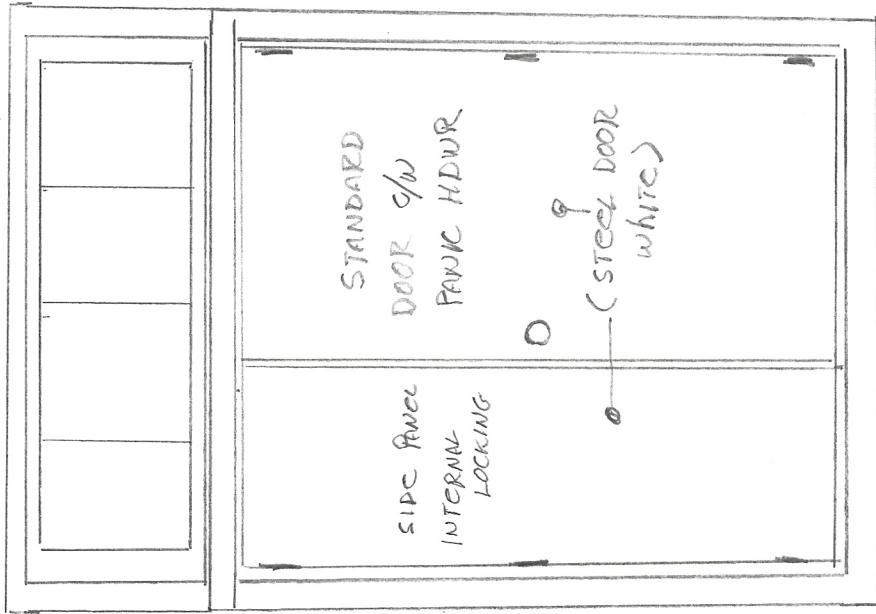 STANDARD
DOOR C/W
PANIC HDWR
(STEEL DOOR
WHITE)
SIDE PANEL
INTERNAL
LOCKING